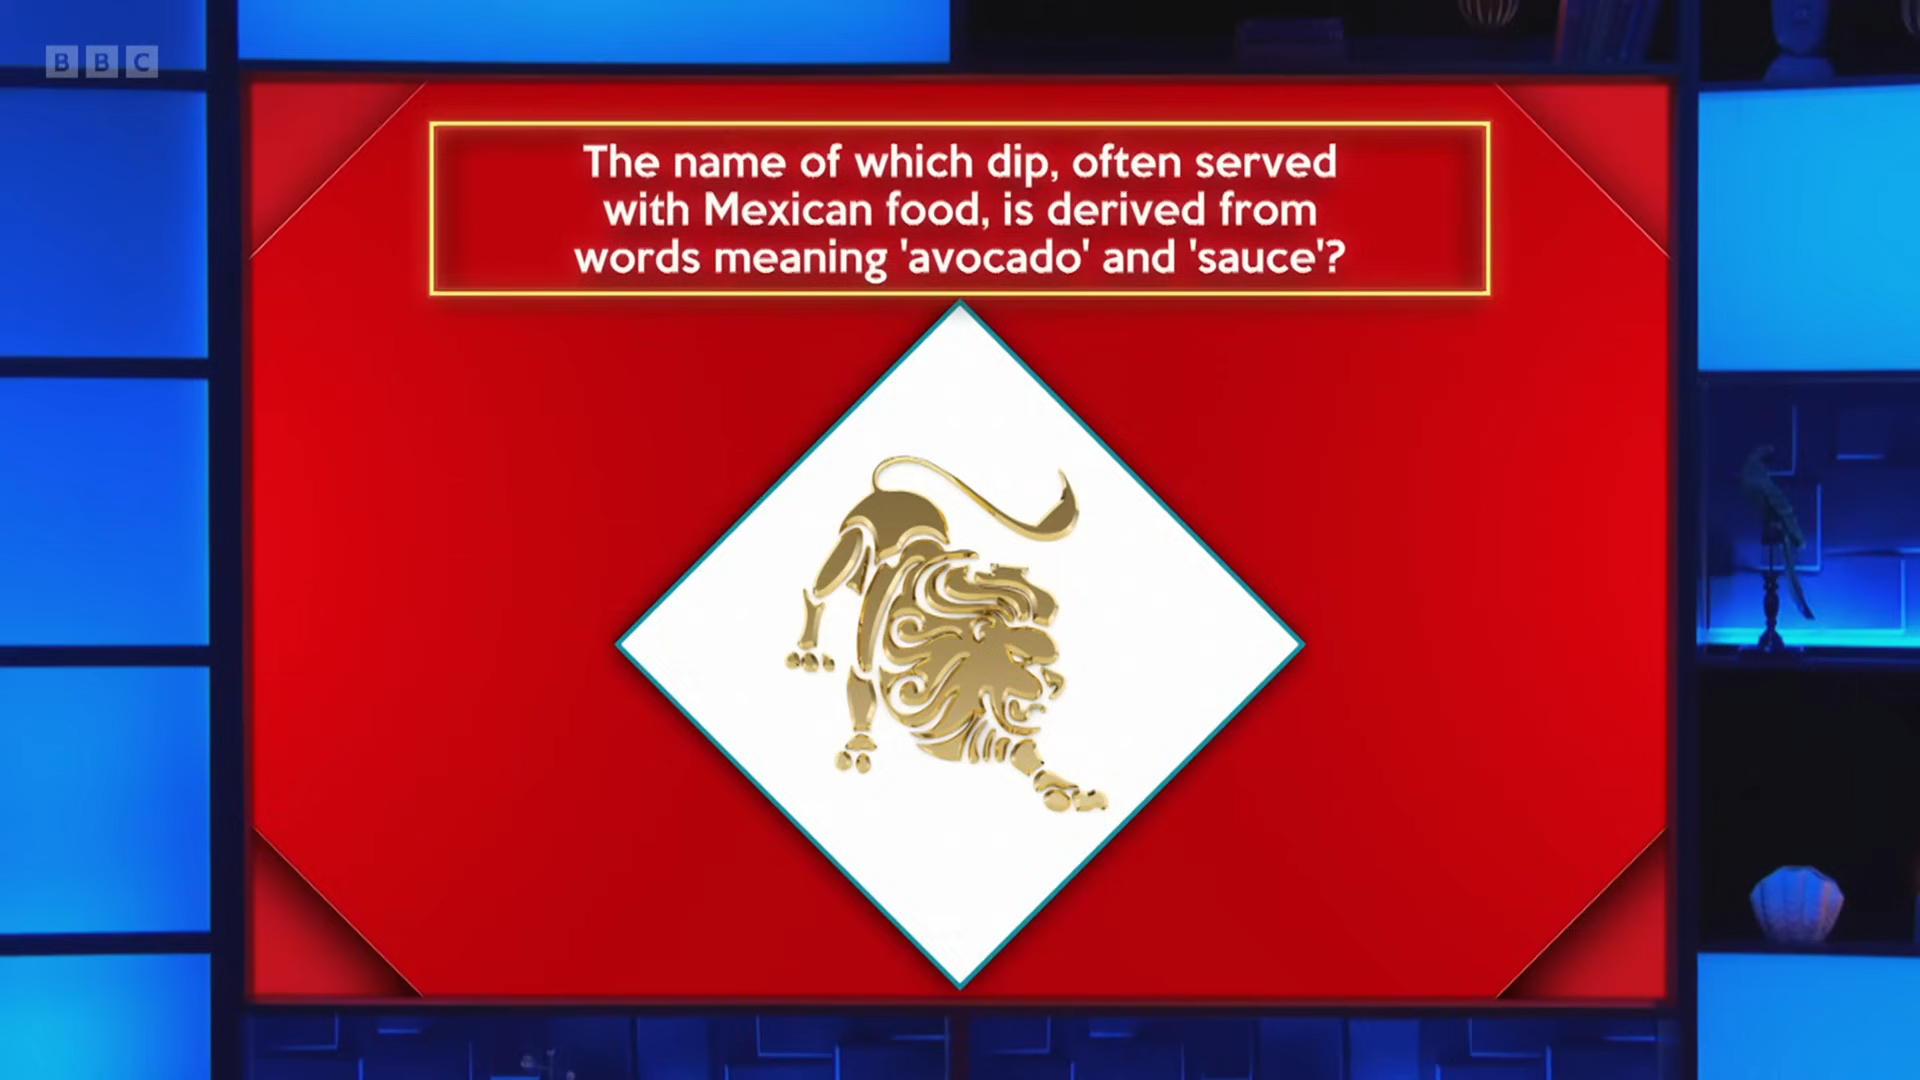 BBC
The name of which dip, often served
with Mexican food, is derived from
words meaning 'avocado' and 'sauce'?